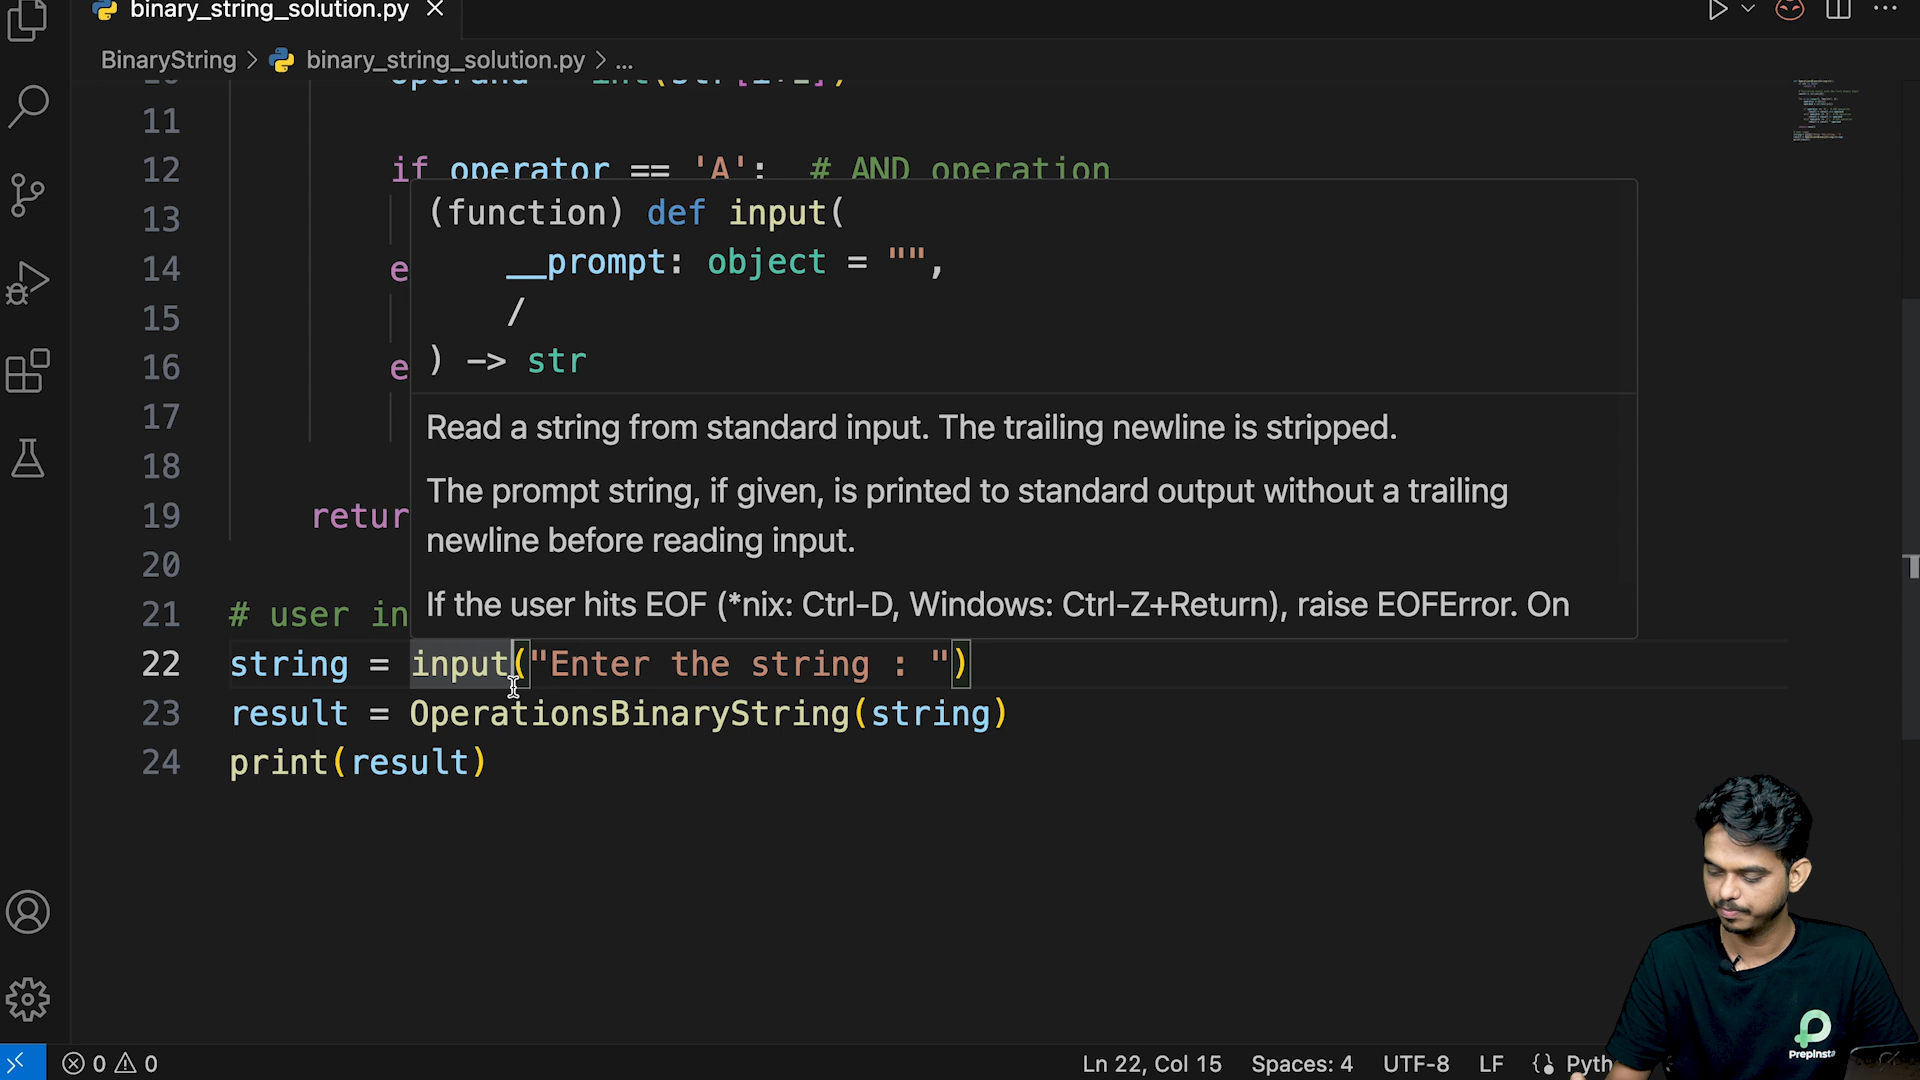 binary_string_solution.py
BinaryString > binary_string_solution.py > ...
11
12 if operator == 'A': # AND operation
13
14 e
15
16 e
17
18
19 retur
20
(function) def input(
__prompt: object = "",
/
) -> str
Read a string from standard input. The trailing newline is stripped.
The prompt string, if given, is printed to standard output without a trailing
newline before reading input.
If the user hits EOF (*nix: Ctrl-D, Windows: Ctrl-Z+Return), raise EOFError. On
21 # user in
22 string = input("Enter the string : ")
23 result = OperationsBinaryString(string)
24 print(result)
PrepInsta
0 0 Ln 22, Col 15 Spaces: 4 UTF-8 LF Pyth